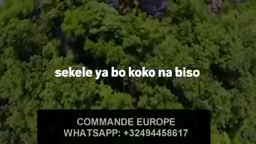 sekele ya bo koko na biso
COMMANDE EUROPE
WHATSAPP: +32494458617